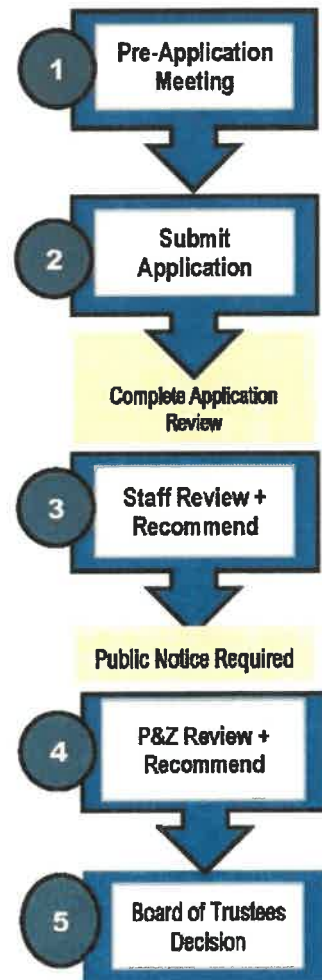 1
Pre-Application
Meeting
2
Submit
Application
Complete Application
Review
3
Staff Review +
Recommend
Public Notice Required
4
P&Z Review +
Recommend
5
Board of Trustees
Decision